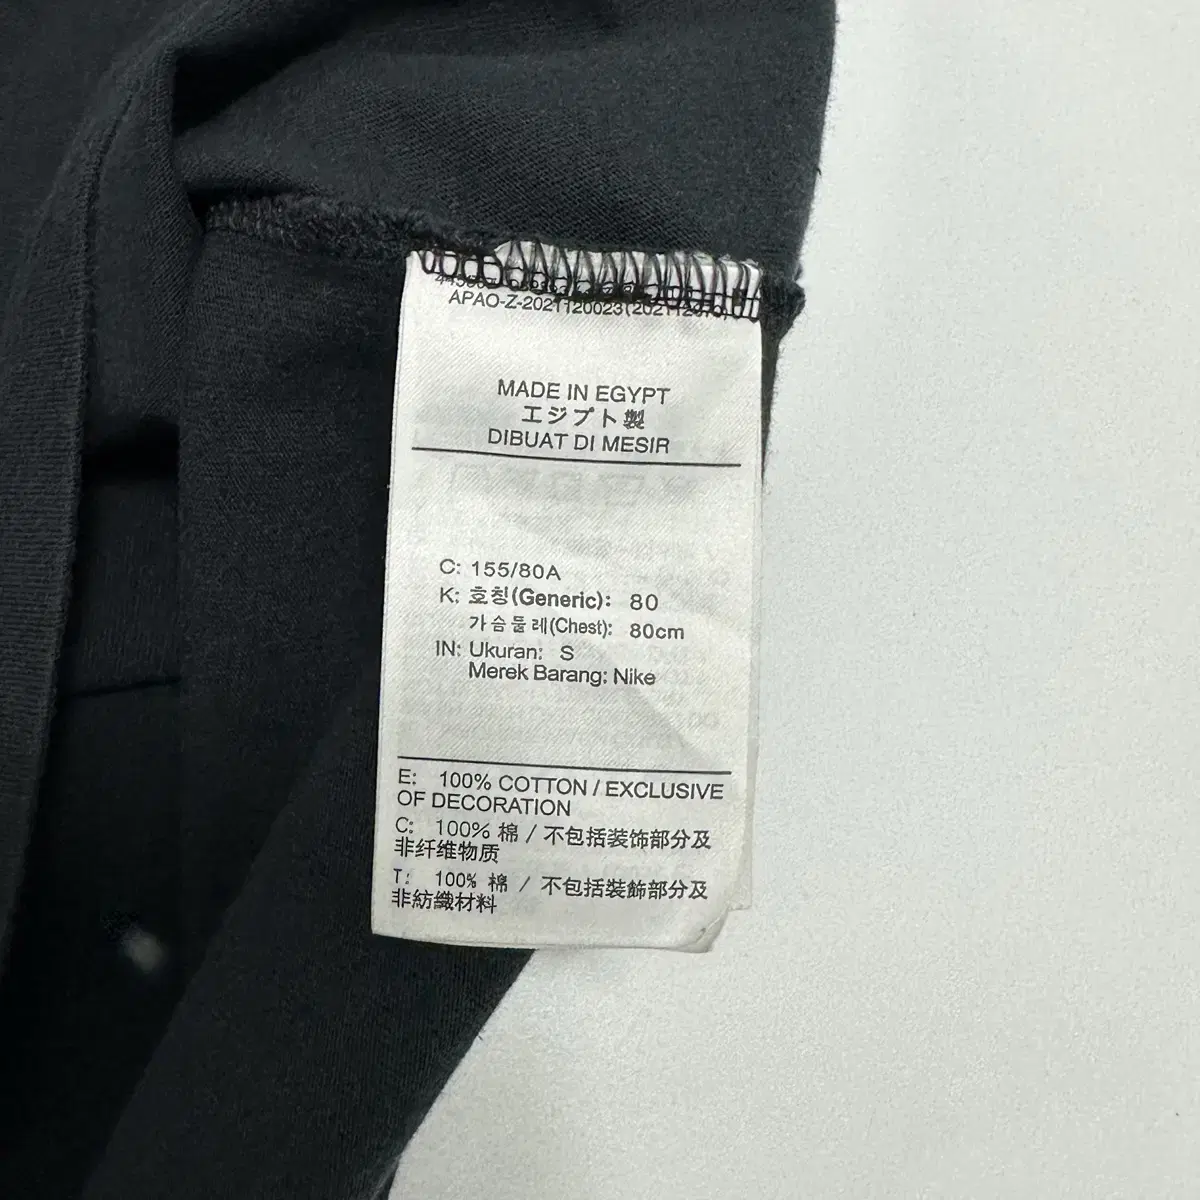 APAO-Z-2021120023(2021120
MADE IN EGYPT
エジプト製
DIBUAT DI MESIR
C: 155/80A
K: 호칭(Generic): 80
가슴둘레(Chest): 80cm
IN: Ukuran: S
Merek Barang: Nike
E: 100% COTTON / EXCLUSIVE
OF DECORATION
C: 100% 棉 / 不包括装饰部分及
非纤维物质
T: 100% 棉 / 不包括裝飾部分及
非紡織材料